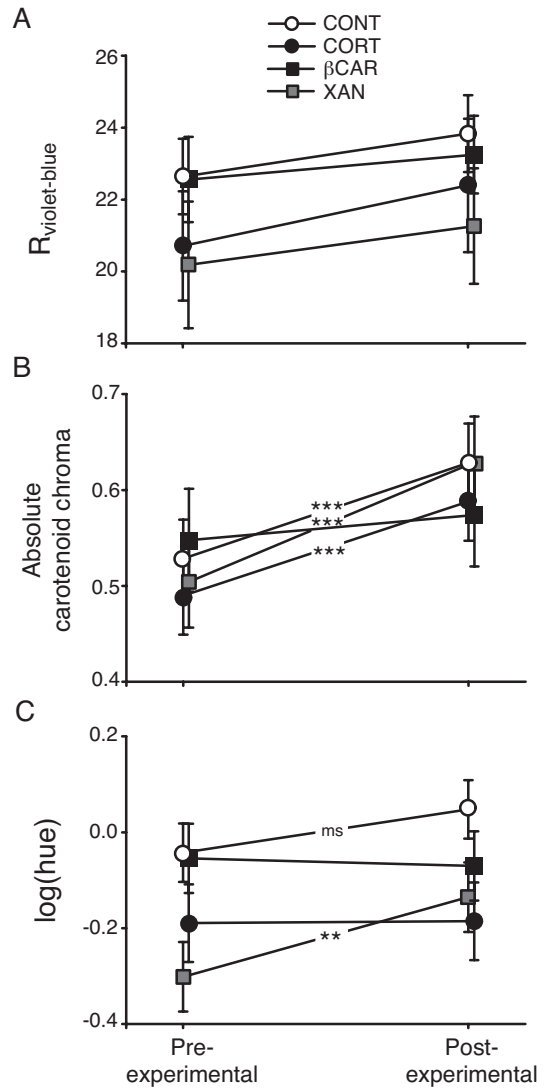 A
CONT
CORT
βCAR
XAN
26
24
22
20
18
R violet-blue
B
0.7
0.6
0.5
0.4
Absolute
carotenoid chroma
***
***
***
C
0.2
0.0
-0.2
-0.4
log(hue)
ms
**
Pre-
experimental
Post-
experimental